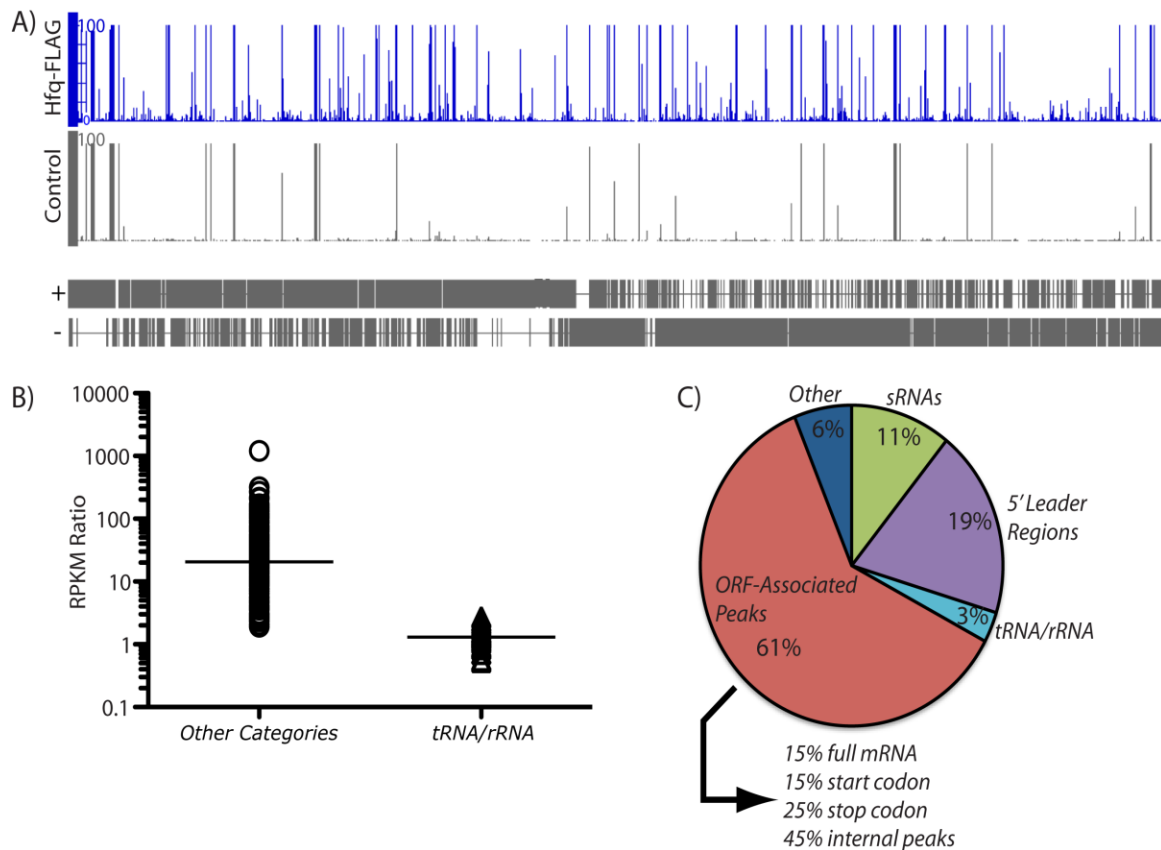 A)
Hfq-FLAG
100
0
Control
100
+
-
B)
RPKM Ratio
10000
1000
100
10
1
0.1
Other Categories
tRNA/rRNA
C)
Other
6%
sRNAs
11%
19%
5' Leader
Regions
3%
tRNA/rRNA
ORF-Associated
Peaks
61%
15% full mRNA
15% start codon
25% stop codon
45% internal peaks